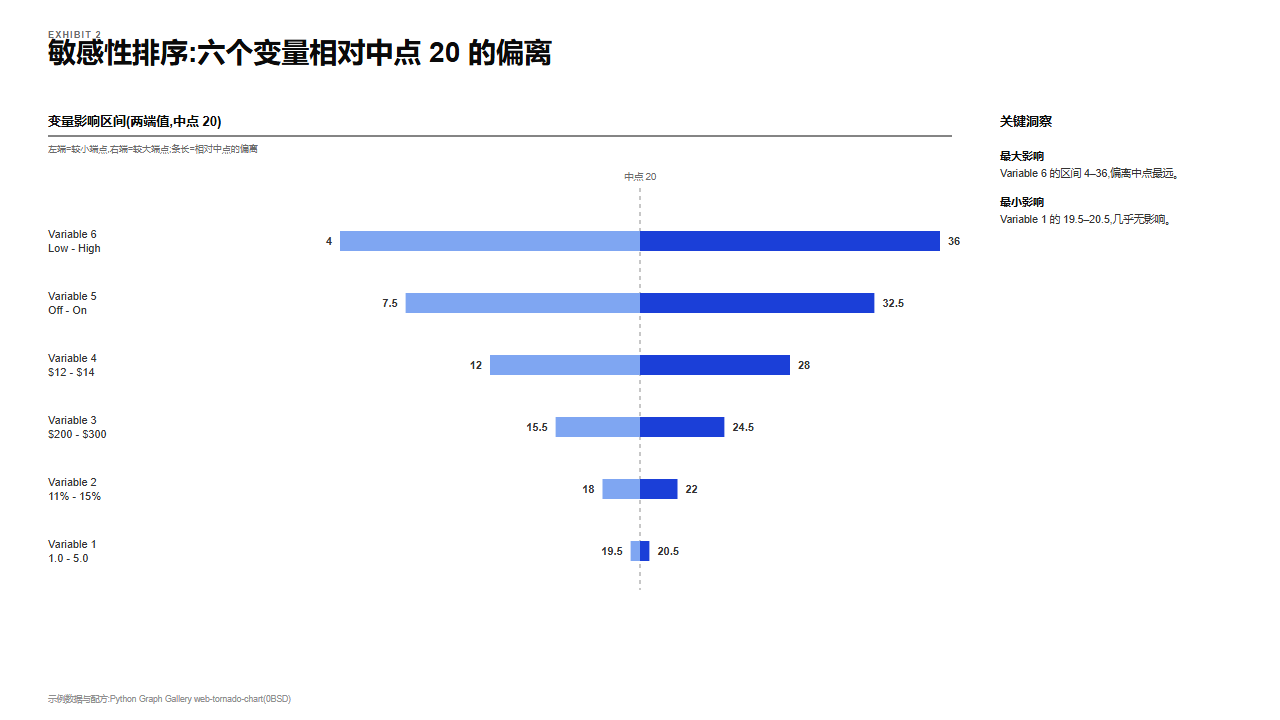 EXHIBIT 2
敏感性排序:六个变量相对中点 20 的偏离
变量影响区间(两端值,中点 20)
左端=较小端点,右端=较大端点;条长=相对中点的偏离
中点 20
Variable 6
Low - High
4
36
Variable 5
Off - On
7.5
32.5
Variable 4
$12 - $14
12
28
Variable 3
$200 - $300
15.5
24.5
Variable 2
11% - 15%
18
22
Variable 1
1.0 - 5.0
19.5
20.5
关键洞察
最大影响
Variable 6 的区间 4–36,偏离中点最远。
最小影响
Variable 1 的 19.5–20.5,几乎无影响。
示例数据与配方:Python Graph Gallery web-tornado-chart(0BSD)